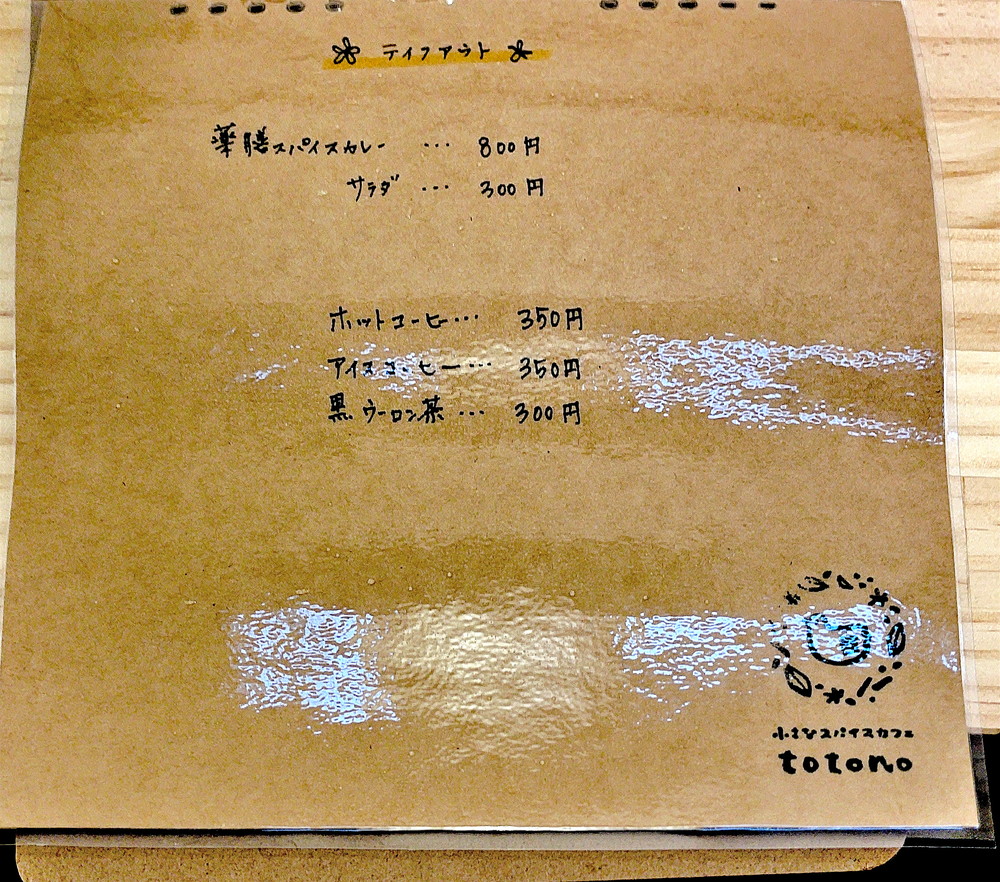 テイクアウト
薬膳スパイスカレー … 800円
サラダ … 300円
ホットコーヒー … 350円
アイスコーヒー … 350円
黒ウーロン茶 … 300円
小さなスパイスカフェ
totono